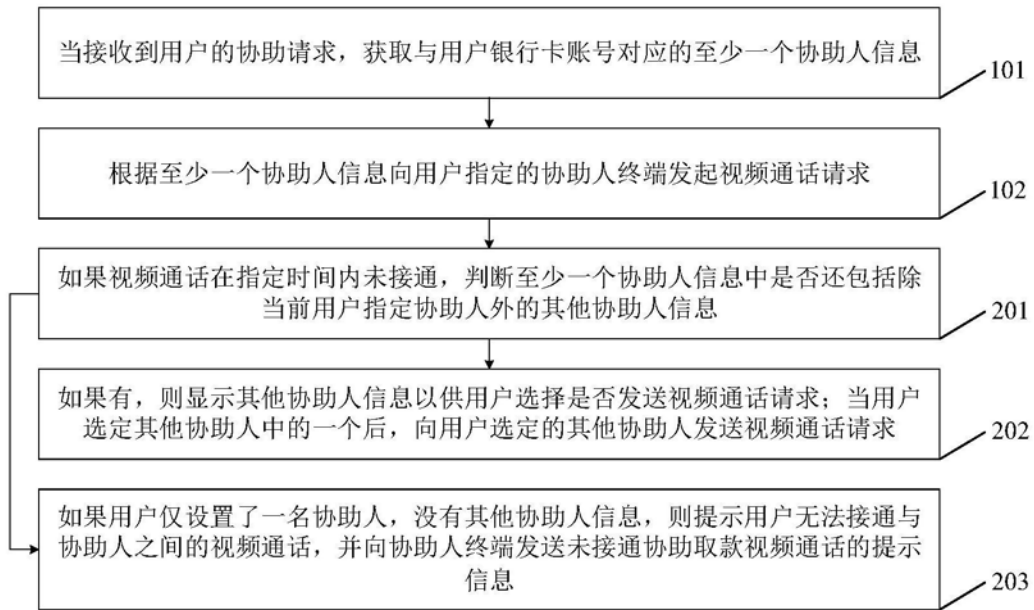 当接收到用户的协助请求，获取与用户银行卡账号对应的至少一个协助人信息
101
根据至少一个协助人信息向用户指定的协助人终端发起视频通话请求
102
如果视频通话在指定时间内未接通，判断至少一个协助人信息中是否还包括除
当前用户指定协助人外的其他协助人信息
201
如果有，则显示其他协助人信息以供用户选择是否发送视频通话请求；当用户
选定其他协助人中的一个后，向用户选定的其他协助人发送视频通话请求
202
如果用户仅设置了一名协助人，没有其他协助人信息，则提示用户无法接通与
协助人之间的视频通话，并向协助人终端发送未接通协助取款视频通话的提示
信息
203